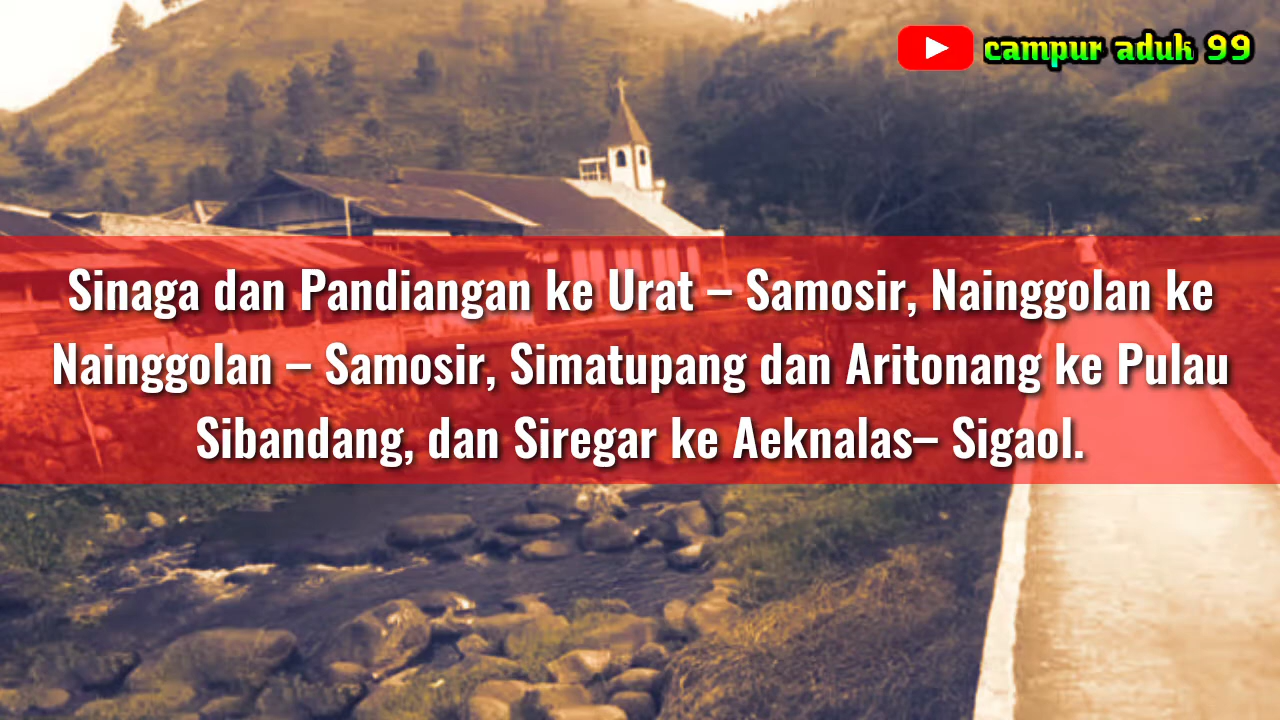 campur aduk 99
Sinaga dan Pandiangan ke Urat – Samosir, Nainggolan ke
Nainggolan – Samosir, Simatupang dan Aritonang ke Pulau
Sibandang, dan Siregar ke Aeknalas– Sigaol.